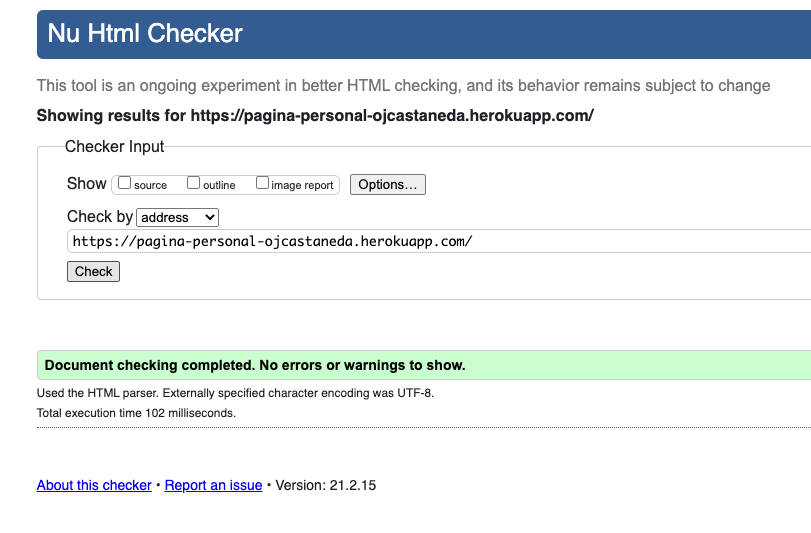 Nu Html Checker
This tool is an ongoing experiment in better HTML checking, and its behavior remains subject to change
Showing results for https://pagina-personal-ojcastaneda.herokuapp.com/
Checker Input
Show source outline image report Options...
Check by address
https://pagina-personal-ojcastaneda.herokuapp.com/
Check
Document checking completed. No errors or warnings to show.
Used the HTML parser. Externally specified character encoding was UTF-8.
Total execution time 102 milliseconds.
About this checker • Report an issue • Version: 21.2.15